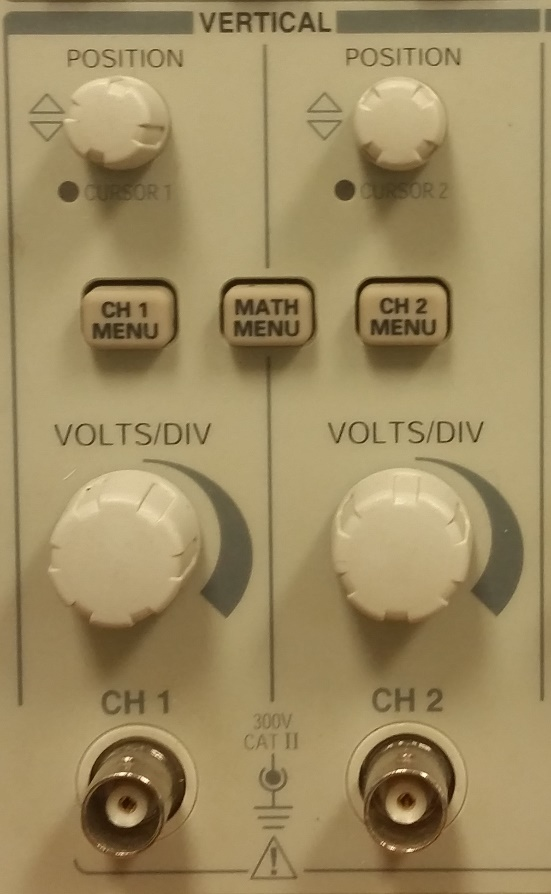 VERTICAL
POSITION POSITION
CURSOR 1 CURSOR 2
CH 1 MATH CH 2
MENU MENU MENU
VOLTS/DIV VOLTS/DIV
CH 1 CH 2
300V
CAT II